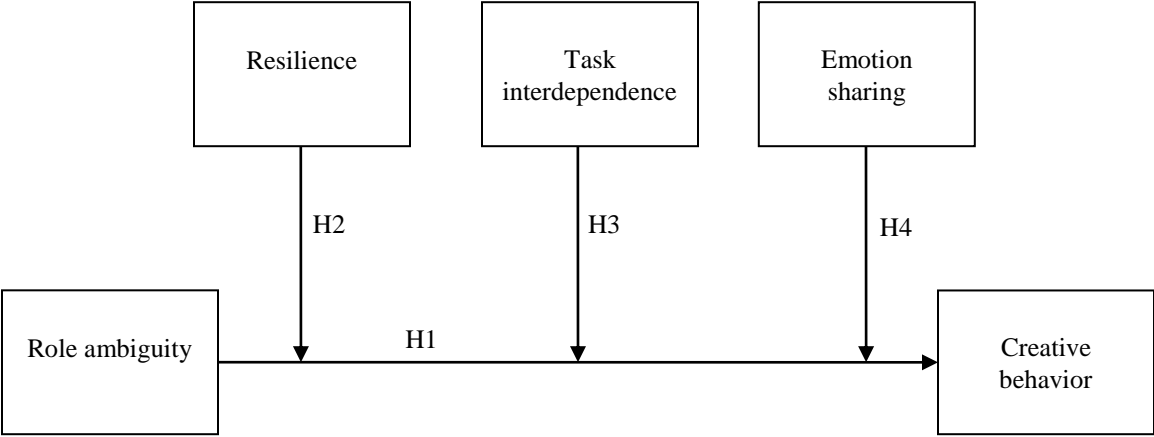 Resilience
Task
interdependence
Emotion
sharing
H2
H3
H4
Role ambiguity
H1
Creative
behavior